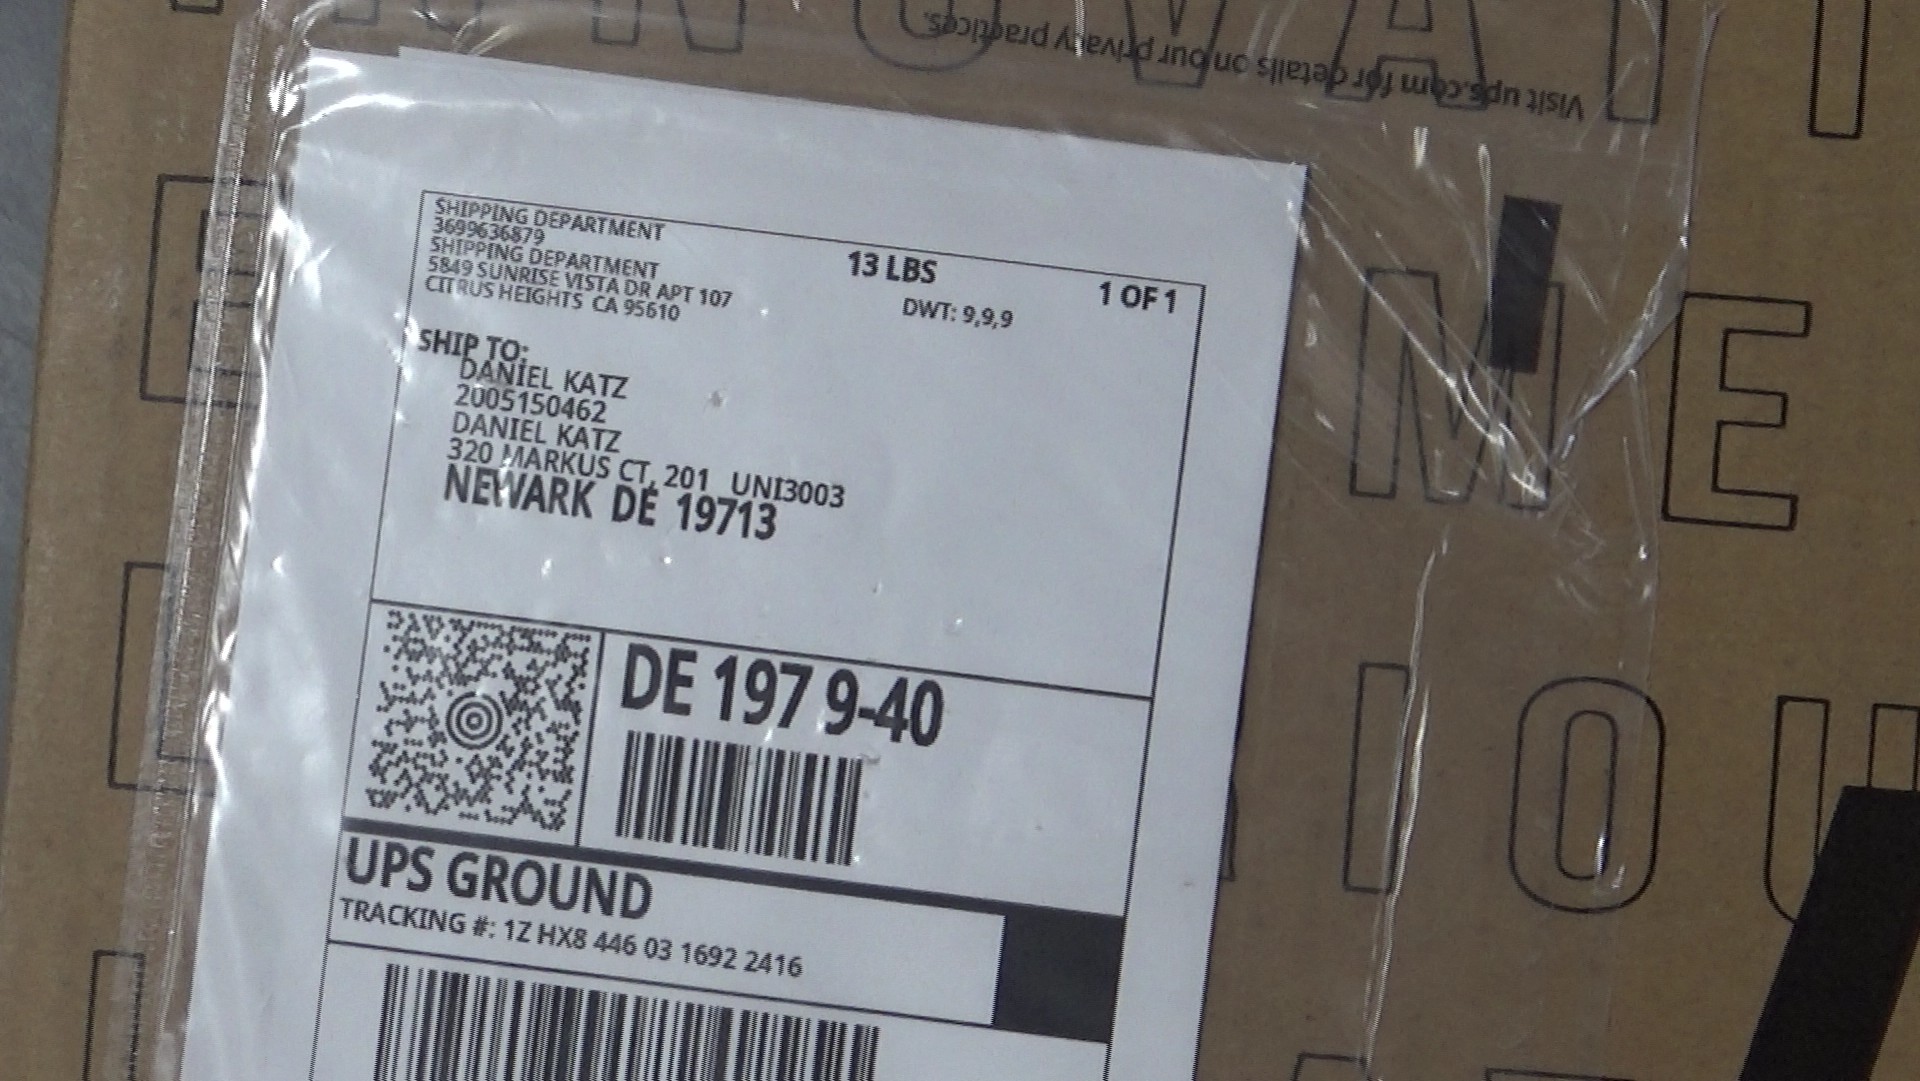 Visit ups.com for details on our privacy practices.
SHIPPING DEPARTMENT
3699636879
SHIPPING DEPARTMENT
5849 SUNRISE VISTA DR APT 107
CITRUS HEIGHTS CA 95610
13 LBS
1 OF 1
DWT: 9,9,9
SHIP TO:
DANIEL KATZ
2005150462
DANIEL KATZ
320 MARKUS CT, 201 UNI3003
NEWARK DE 19713
DE 197 9-40
UPS GROUND
TRACKING #: 1Z HX8 446 03 1692 2416